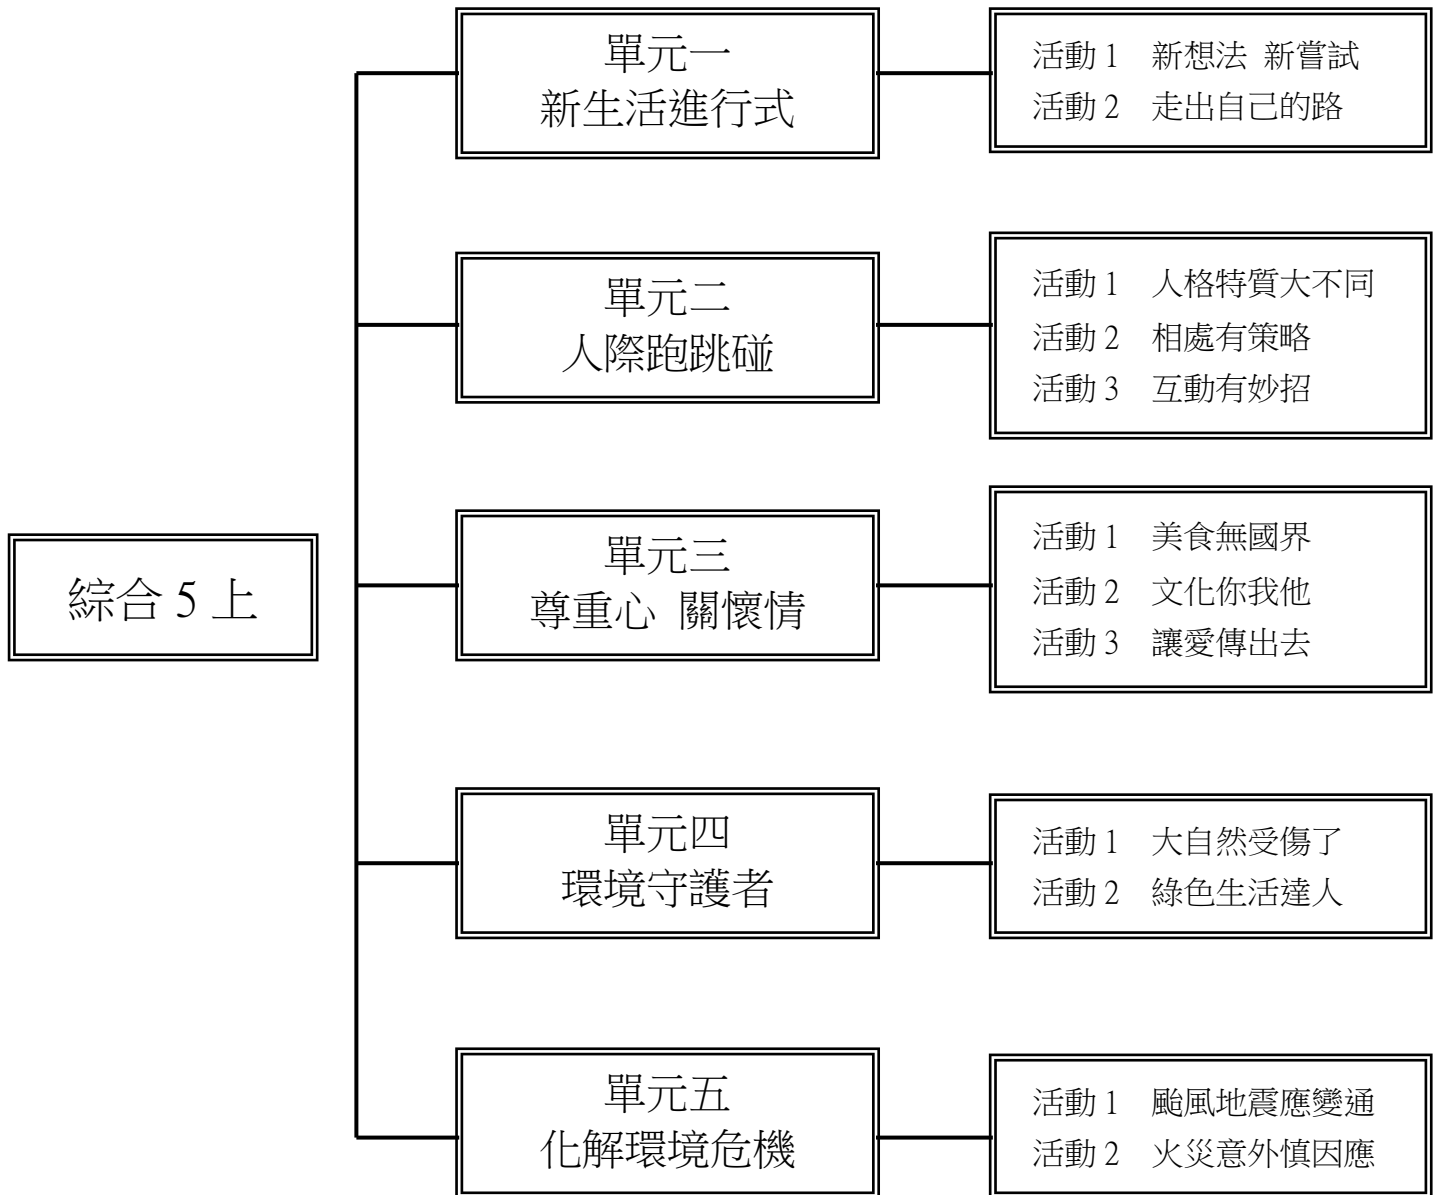 綜合 5 上
單元一
新生活進行式
活動 1 新想法 新嘗試
活動 2 走出自己的路
單元二
人際跑跳碰
活動 1 人格特質大不同
活動 2 相處有策略
活動 3 互動有妙招
單元三
尊重心 關懷情
活動 1 美食無國界
活動 2 文化你我他
活動 3 讓愛傳出去
單元四
環境守護者
活動 1 大自然受傷了
活動 2 綠色生活達人
單元五
化解環境危機
活動 1 颱風地震應變通
活動 2 火災意外慎因應